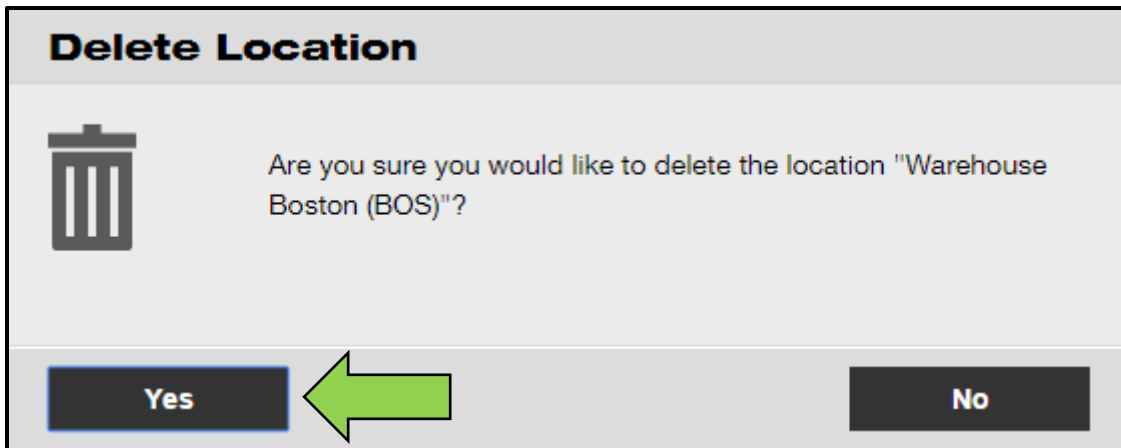 Delete Location
Are you sure you would like to delete the location "Warehouse
Boston (BOS)"?
Yes
No